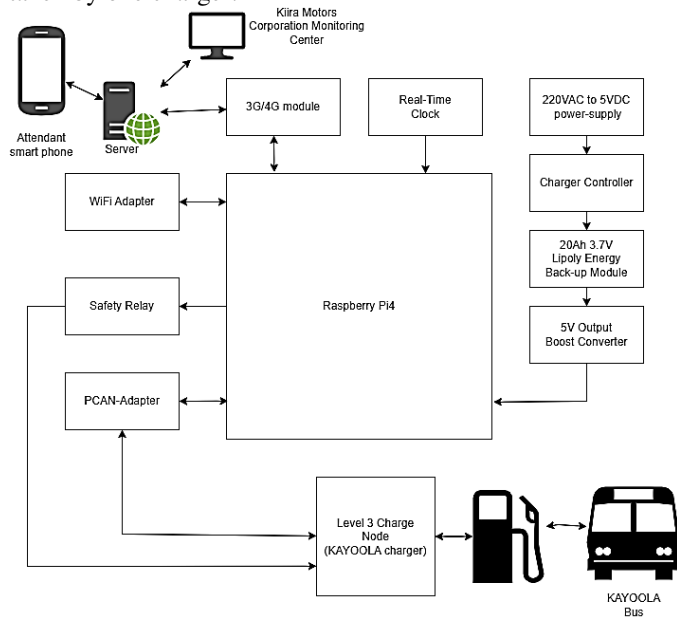 Kiira Motors
Corporation Monitoring
Center
3G/4G module
Real-Time
Clock
220VAC to 5VDC
power-supply
Attendant
smart phone
Server
Charger Controller
WiFi Adapter
20Ah 3.7V
Lipoly Energy
Back-up Module
Safety Relay
Raspberry Pi4
5V Output
Boost Converter
PCAN-Adapter
Level 3 Charge
Node
(KAYOOLA charger)
KAYOOLA
Bus